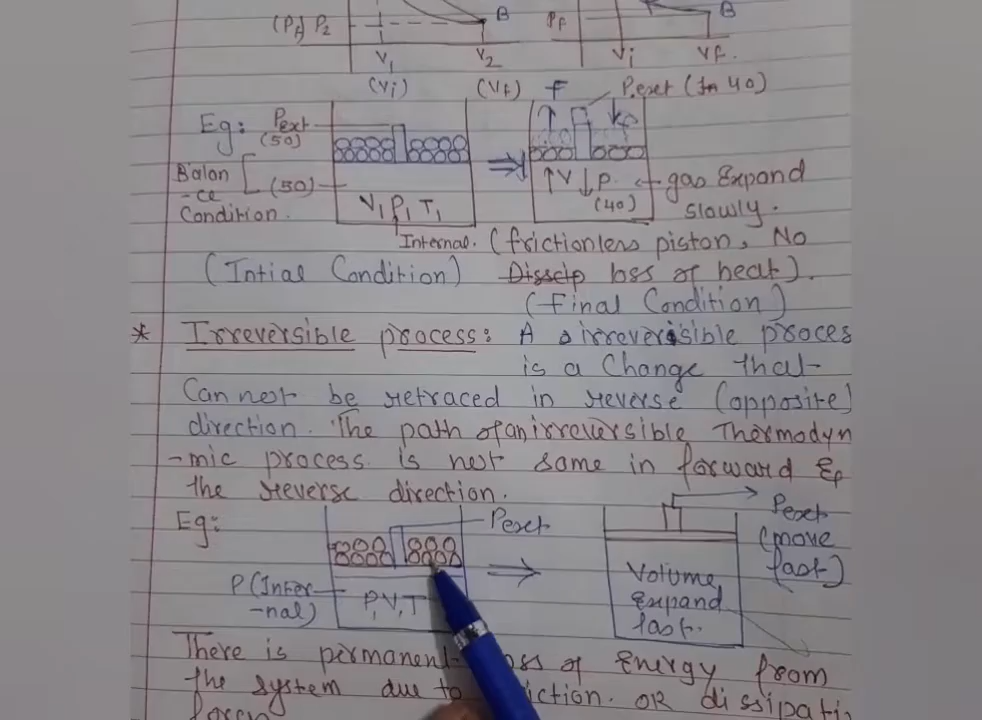 (Pf) P2
B
V1
V2
(Vi)
(Vf)
Pf
B
Vi
Vf.
Eg: Pext
(50)
Balan
-ce
Condition.
(50)
V1 P1 T1
Internal.
(Intial Condition)
F
Pext (In 40)
↑V ↓P. ← gas Expand
(40) slowly.
(frictionless piston, No
loss of heat).
(Final Condition)
* Irreversible process: A irreversible proces
is a Change that
Can not be retraced in reverse (opposite)
direction. The path of an irreversible Thermodyn
-mic process is not same in forward &
the reverse direction.
Eg:
Pext
P (Inter
-nal)
P,V,T
Pext
(move
fast)
Volume
Expand
fast.
There is permanent loss of Energy from
the system due to iction. OR dissipati